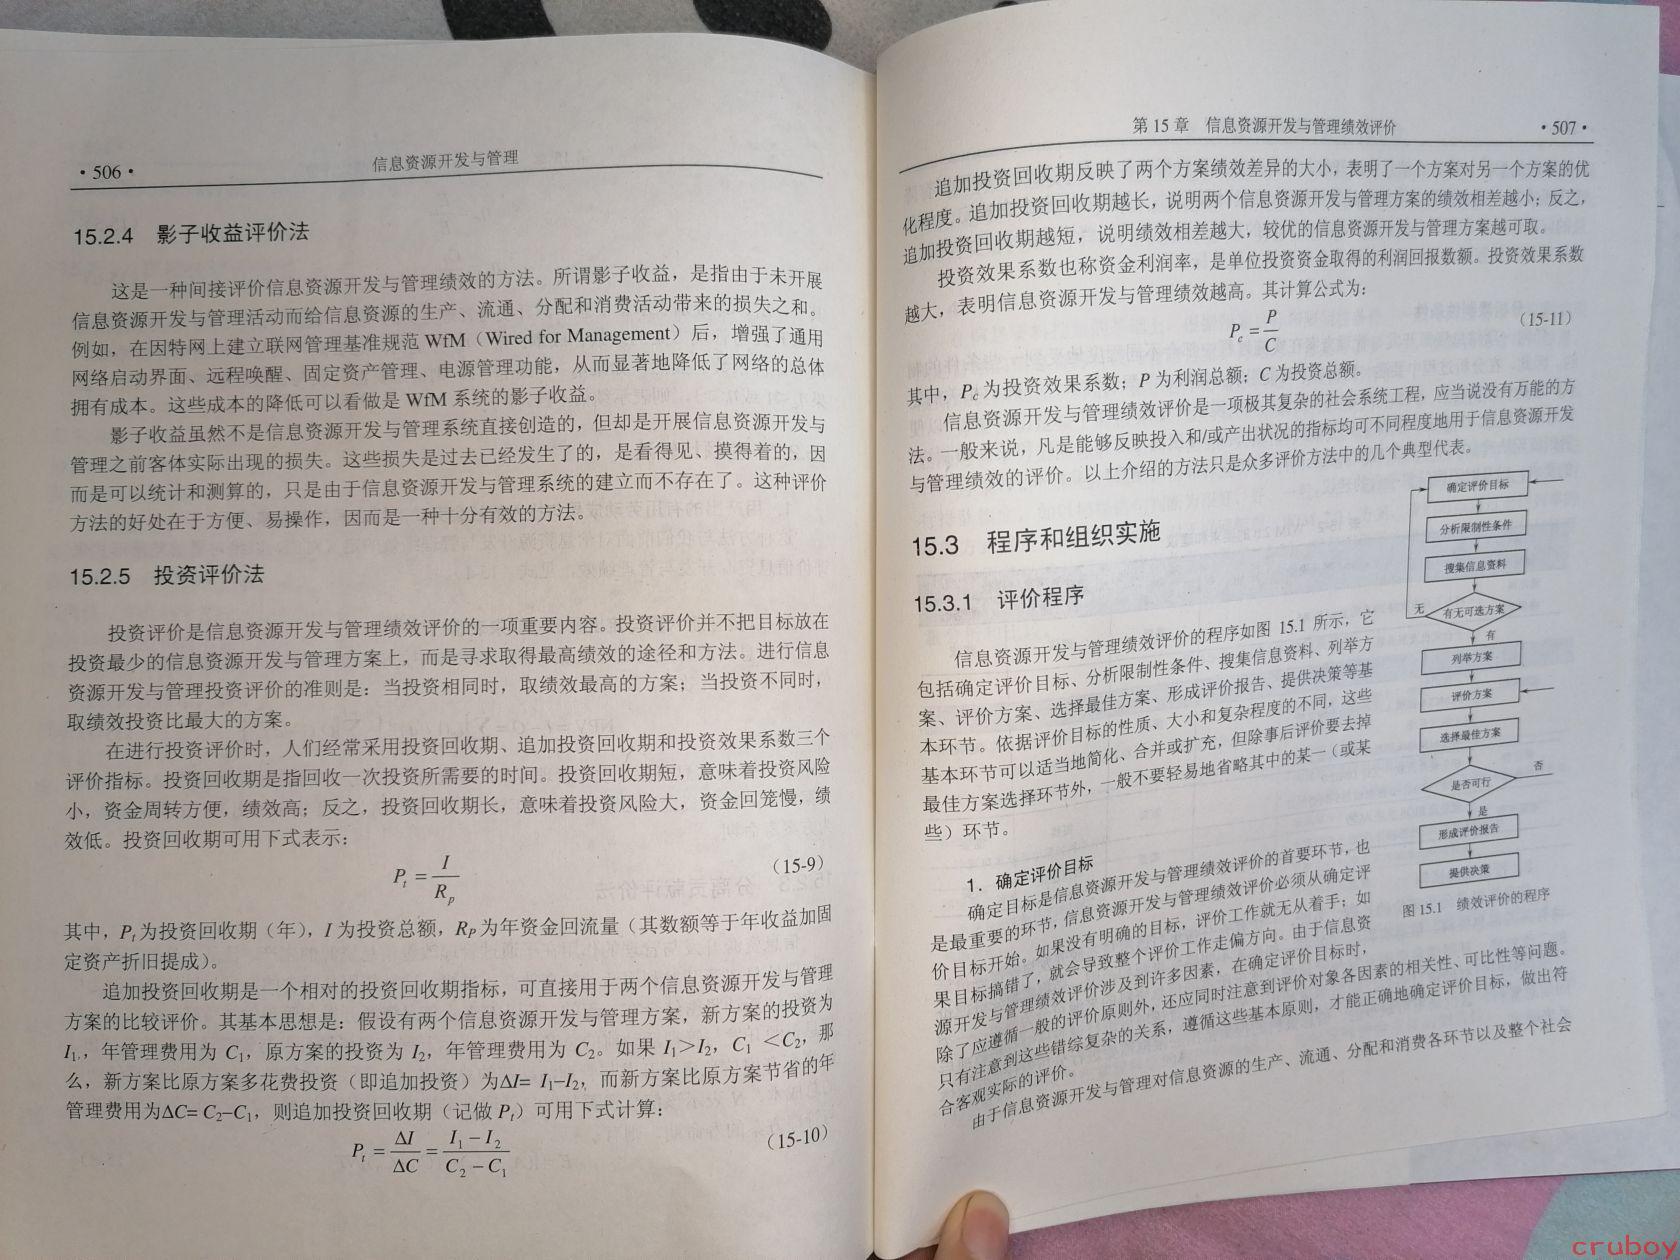 ·506·
信息资源开发与管理
15.2.4 影子收益评价法
这是一种间接评价信息资源开发与管理绩效的方法。所谓影子收益，是指由于未开展
信息资源开发与管理活动而给信息资源的生产、流通、分配和消费活动带来的损失之和。
例如，在因特网上建立联网管理基准规范 WfM（Wired for Management）后，增强了通用
网络启动界面、远程唤醒、固定资产管理、电源管理功能，从而显著地降低了网络的总体
拥有成本。这些成本的降低可以看做是 WfM 系统的影子收益。
影子收益虽然不是信息资源开发与管理系统直接创造的，但却是开展信息资源开发与
管理之前客体实际出现的损失。这些损失是过去已经发生了的，是看得见、摸得着的，因
而是可以统计和测算的，只是由于信息资源开发与管理系统的建立而不存在了。这种评价
方法的好处在于方便、易操作，因而是一种十分有效的方法。
15.2.5 投资评价法
投资评价是信息资源开发与管理绩效评价的一项重要内容。投资评价并不把目标放在
投资最少的信息资源开发与管理方案上，而是寻求取得最高绩效的途径和方法。进行信息
资源开发与管理投资评价的准则是：当投资相同时，取绩效最高的方案；当投资不同时，
取绩效投资比最大的方案。
在进行投资评价时，人们经常采用投资回收期、追加投资回收期和投资效果系数三个
评价指标。投资回收期是指回收一次投资所需要的时间。投资回收期短，意味着投资风险
小，资金周转方便，绩效高；反之，投资回收期长，意味着投资风险大，资金回笼慢，绩
效低。投资回收期可用下式表示：
Pt = I / Rp （15-9）
其中，Pt为投资回收期（年），I为投资总额，RP为年资金回流量（其数额等于年收益加固
定资产折旧提成）。
追加投资回收期是一个相对的投资回收期指标，可直接用于两个信息资源开发与管理
方案的比较评价。其基本思想是：假设有两个信息资源开发与管理方案，新方案的投资为
I1，年管理费用为 C1，原方案的投资为 I2，年管理费用为 C2。如果 I1>I2，C1 <C2，那
么，新方案比原方案多花费投资（即追加投资）为ΔI= I1–I2，而新方案比原方案节省的年
管理费用为ΔC= C2–C1，则追加投资回收期（记做 Pt）可用下式计算：
Pt = ΔI / ΔC = (I1 − I2) / (C2 − C1) （15-10）
第 15 章 信息资源开发与管理绩效评价
·507·
追加投资回收期反映了两个方案绩效差异的大小，表明了一个方案对另一个方案的优
化程度。追加投资回收期越长，说明两个信息资源开发与管理方案的绩效相差越小；反之，
追加投资回收期越短，说明绩效相差越大，较优的信息资源开发与管理方案越可取。
投资效果系数也称资金利润率，是单位投资资金取得的利润回报数额。投资效果系数
越大，表明信息资源开发与管理绩效越高。其计算公式为：
Pc = P / C （15-11）
其中，Pc为投资效果系数；P 为利润总额；C 为投资总额。
信息资源开发与管理绩效评价是一项极其复杂的社会系统工程，应当说没有万能的方
法。一般来说，凡是能够反映投入和/或产出状况的指标均可不同程度地用于信息资源开发
与管理绩效的评价。以上介绍的方法只是众多评价方法中的几个典型代表。
15.3 程序和组织实施
15.3.1 评价程序
信息资源开发与管理绩效评价的程序如图 15.1 所示，它
包括确定评价目标、分析限制性条件、搜集信息资料、列举方
案、评价方案、选择最佳方案、形成评价报告、提供决策等基
本环节。依据评价目标的性质、大小和复杂程度的不同，这些
基本环节可以适当地简化、合并或扩充，但除事后评价要去掉
最佳方案选择环节外，一般不要轻易地省略其中的某一（或某
些）环节。
1．确定评价目标
确定目标是信息资源开发与管理绩效评价的首要环节，也
是最重要的环节，信息资源开发与管理绩效评价必须从确定评
价目标开始。如果没有明确的目标，评价工作就无从着手；如
果目标搞错了，就会导致整个评价工作走偏方向。由于信息资
源开发与管理绩效评价涉及到许多因素，在确定评价目标时，
除了应遵循一般的评价原则外，还应同时注意到评价对象各因素的相关性、可比性等问题。
只有注意到这些错综复杂的关系，遵循这些基本原则，才能正确地确定评价目标，做出符
合客观实际的评价。
由于信息资源开发与管理对信息资源的生产、流通、分配和消费各环节以及整个社会
确定评价目标
分析限制性条件
搜集信息资料
有无可选方案
无
有
列举方案
评价方案
选择最佳方案
是否可行
否
是
形成评价报告
提供决策
图 15.1 绩效评价的程序
cruboy